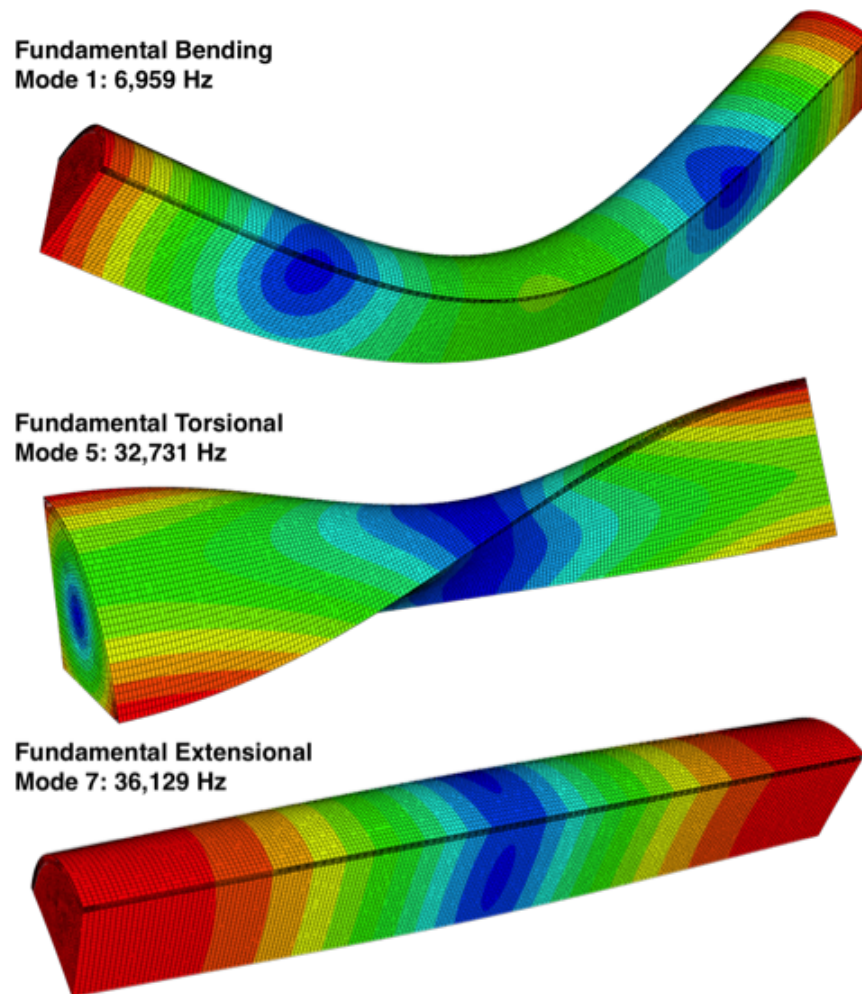 Fundamental Bending
Mode 1: 6,959 Hz
Fundamental Torsional
Mode 5: 32,731 Hz
Fundamental Extensional
Mode 7: 36,129 Hz